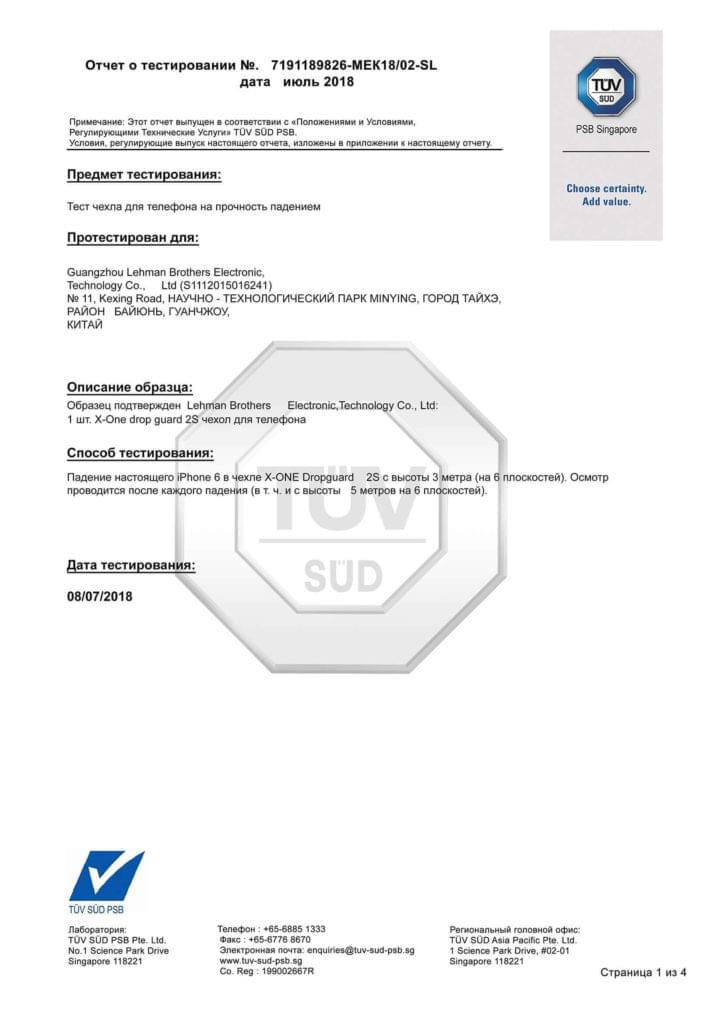 Отчет о тестировании №. 7191189826-МЕК18/02-SL
дата июль 2018
TÜV
SÜD
PSB Singapore
Choose certainty.
Add value.
Примечание: Этот отчет выпущен в соответствии с «Положениями и Условиями,
Регулирующими Технические Услуги» TÜV SÜD PSB.
Условия, регулирующие выпуск настоящего отчета, изложены в приложении к настоящему отчету.
Предмет тестирования:
Тест чехла для телефона на прочность падением
Протестирован для:
Guangzhou Lehman Brothers Electronic,
Technology Co., Ltd (S1112015016241)
№ 11, Kexing Road, НАУЧНО - ТЕХНОЛОГИЧЕСКИЙ ПАРК MINYING, ГОРОД ТАЙХЭ,
РАЙОН БАЙЮНЬ, ГУАНЧЖОУ,
КИТАЙ
Описание образца:
Образец подтвержден Lehman Brothers Electronic,Technology Co., Ltd:
1 шт. X-One drop guard 2S чехол для телефона
Способ тестирования:
Падение настоящего iPhone 6 в чехле X-ONE Dropguard 2S с высоты 3 метра (на 6 плоскостей). Осмотр
проводится после каждого падения (в т. ч. и с высоты 5 метров на 6 плоскостей).
TÜV
SÜD
Дата тестирования:
08/07/2018
TÜV SÜD PSB
Лаборатория:
TÜV SÜD PSB Pte. Ltd.
No.1 Science Park Drive
Singapore 118221
Телефон : +65-6885 1333
Факс : +65-6776 8670
Электронная почта: enquiries@tuv-sud-psb.sg
www.tuv-sud-psb.sg
Co. Reg : 199002667R
Региональный головной офис:
TÜV SÜD Asia Pacific Pte. Ltd.
1 Science Park Drive, #02-01
Singapore 118221
Страница 1 из 4